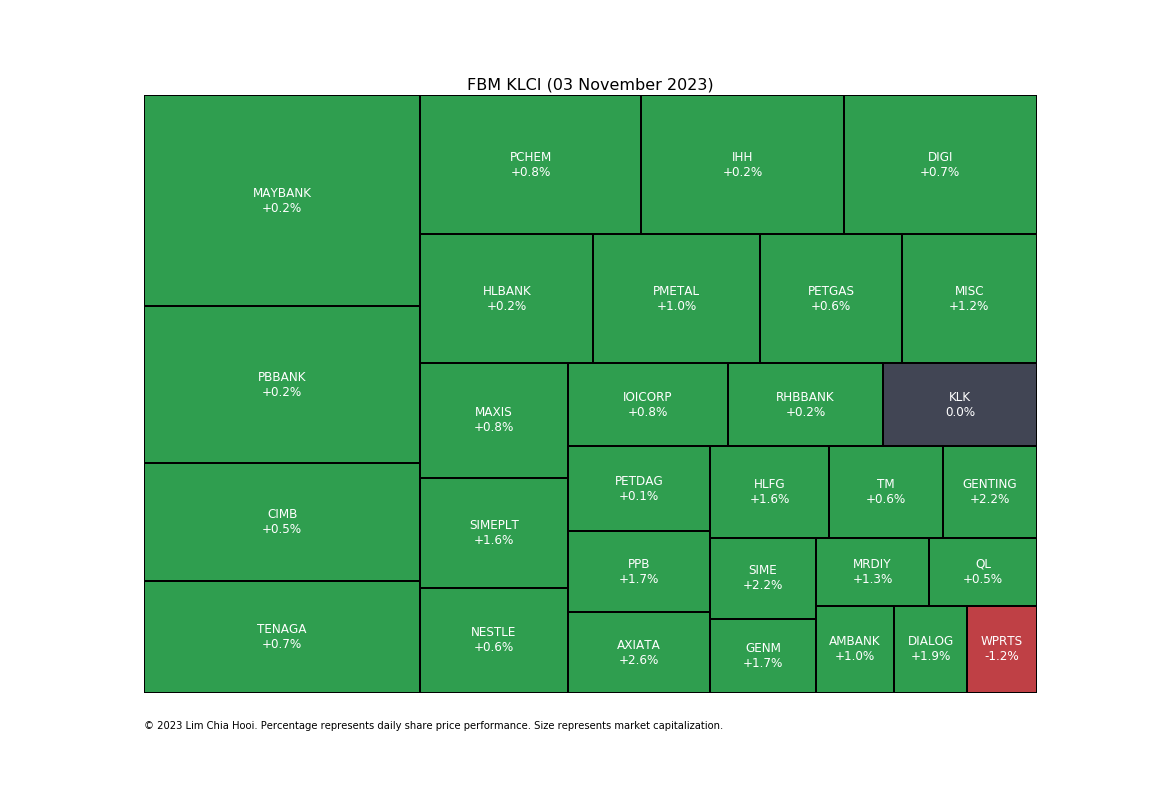 FBM KLCI (03 November 2023)
MAYBANK
+0.2%
PBBANK
+0.2%
CIMB
+0.5%
TENAGA
+0.7%
PCHEM
+0.8%
IHH
+0.2%
DIGI
+0.7%
HLBANK
+0.2%
PMETAL
+1.0%
PETGAS
+0.6%
MISC
+1.2%
MAXIS
+0.8%
SIMEPLT
+1.6%
NESTLE
+0.6%
IOICORP
+0.8%
RHBBANK
+0.2%
KLK
0.0%
PETDAG
+0.1%
PPB
+1.7%
AXIATA
+2.6%
HLFG
+1.6%
TM
+0.6%
GENTING
+2.2%
SIME
+2.2%
GENM
+1.7%
MRDIY
+1.3%
QL
+0.5%
AMBANK
+1.0%
DIALOG
+1.9%
WPRTS
-1.2%
© 2023 Lim Chia Hooi. Percentage represents daily share price performance. Size represents market capitalization.